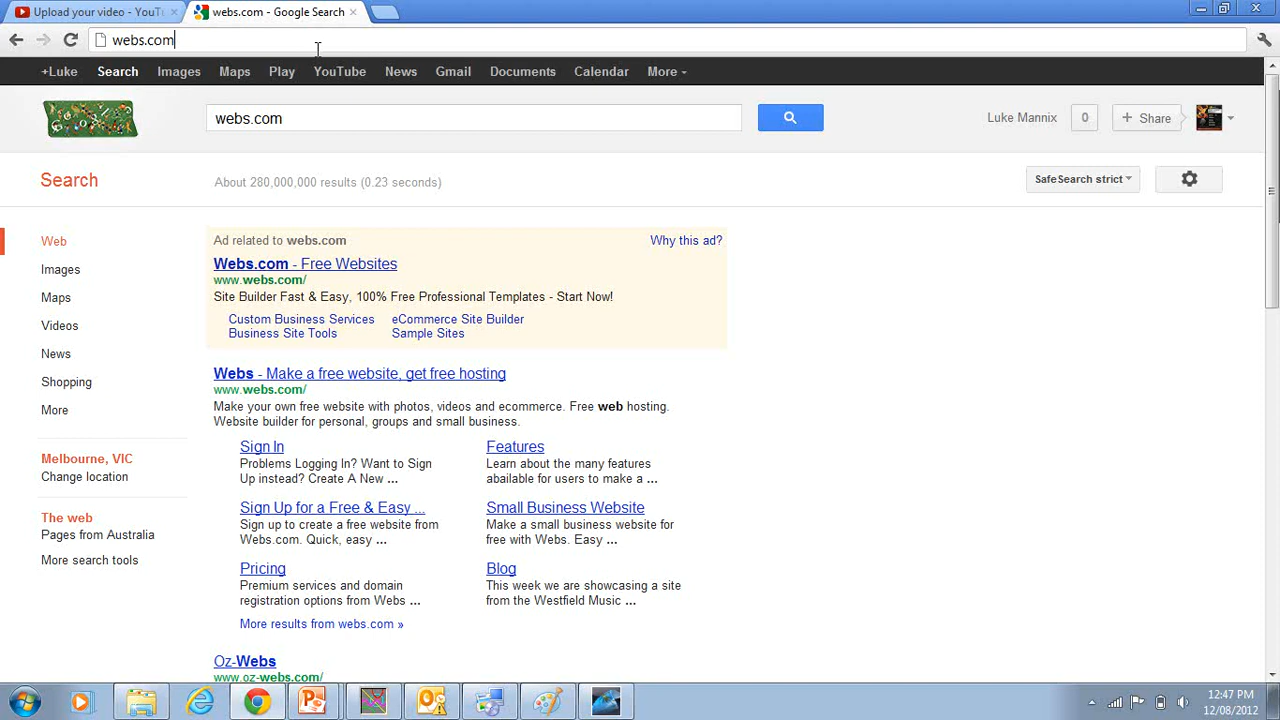 Upload your video - YouTu
webs.com - Google Search
webs.com
+Luke Search Images Maps Play YouTube News Gmail Documents Calendar More
webs.com
Luke Mannix 0 + Share
Search
About 280,000,000 results (0.23 seconds)
SafeSearch strict
Web
Images
Maps
Videos
News
Shopping
More
Melbourne, VIC
Change location
The web
Pages from Australia
More search tools
Ad related to webs.com
Why this ad?
Webs.com - Free Websites
www.webs.com/
Site Builder Fast & Easy, 100% Free Professional Templates - Start Now!
Custom Business Services eCommerce Site Builder
Business Site Tools Sample Sites
Webs - Make a free website, get free hosting
www.webs.com/
Make your own free website with photos, videos and ecommerce. Free web hosting.
Website builder for personal, groups and small business.
Sign In
Problems Logging In? Want to Sign
Up instead? Create A New ...
Features
Learn about the many features
abailable for users to make a ...
Sign Up for a Free & Easy ...
Sign up to create a free website from
Webs.com. Quick, easy ...
Small Business Website
Make a small business website for
free with Webs. Easy ...
Pricing
Premium services and domain
registration options from Webs ...
Blog
This week we are showcasing a site
from the Westfield Music ...
More results from webs.com »
Oz-Webs
www.oz-webs.com/
12:47 PM
12/08/2012